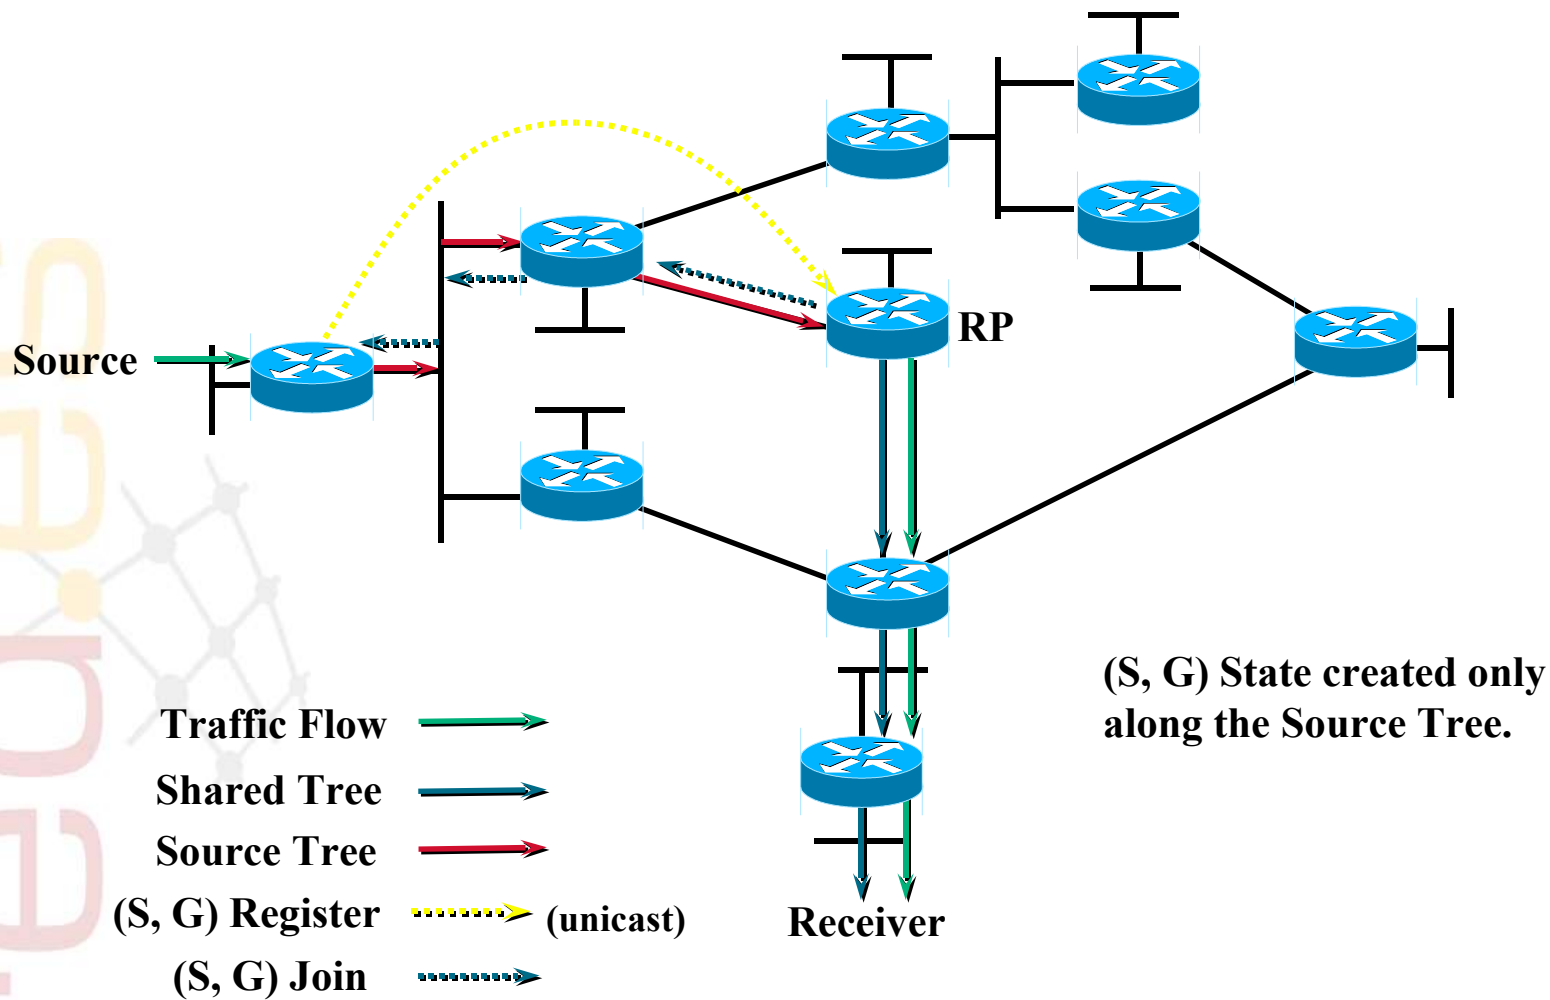 RP
Source
(S, G) State created only
along the Source Tree.
Traffic Flow
Shared Tree
Source Tree
(S, G) Register
(unicast)
Receiver
(S, G) Join